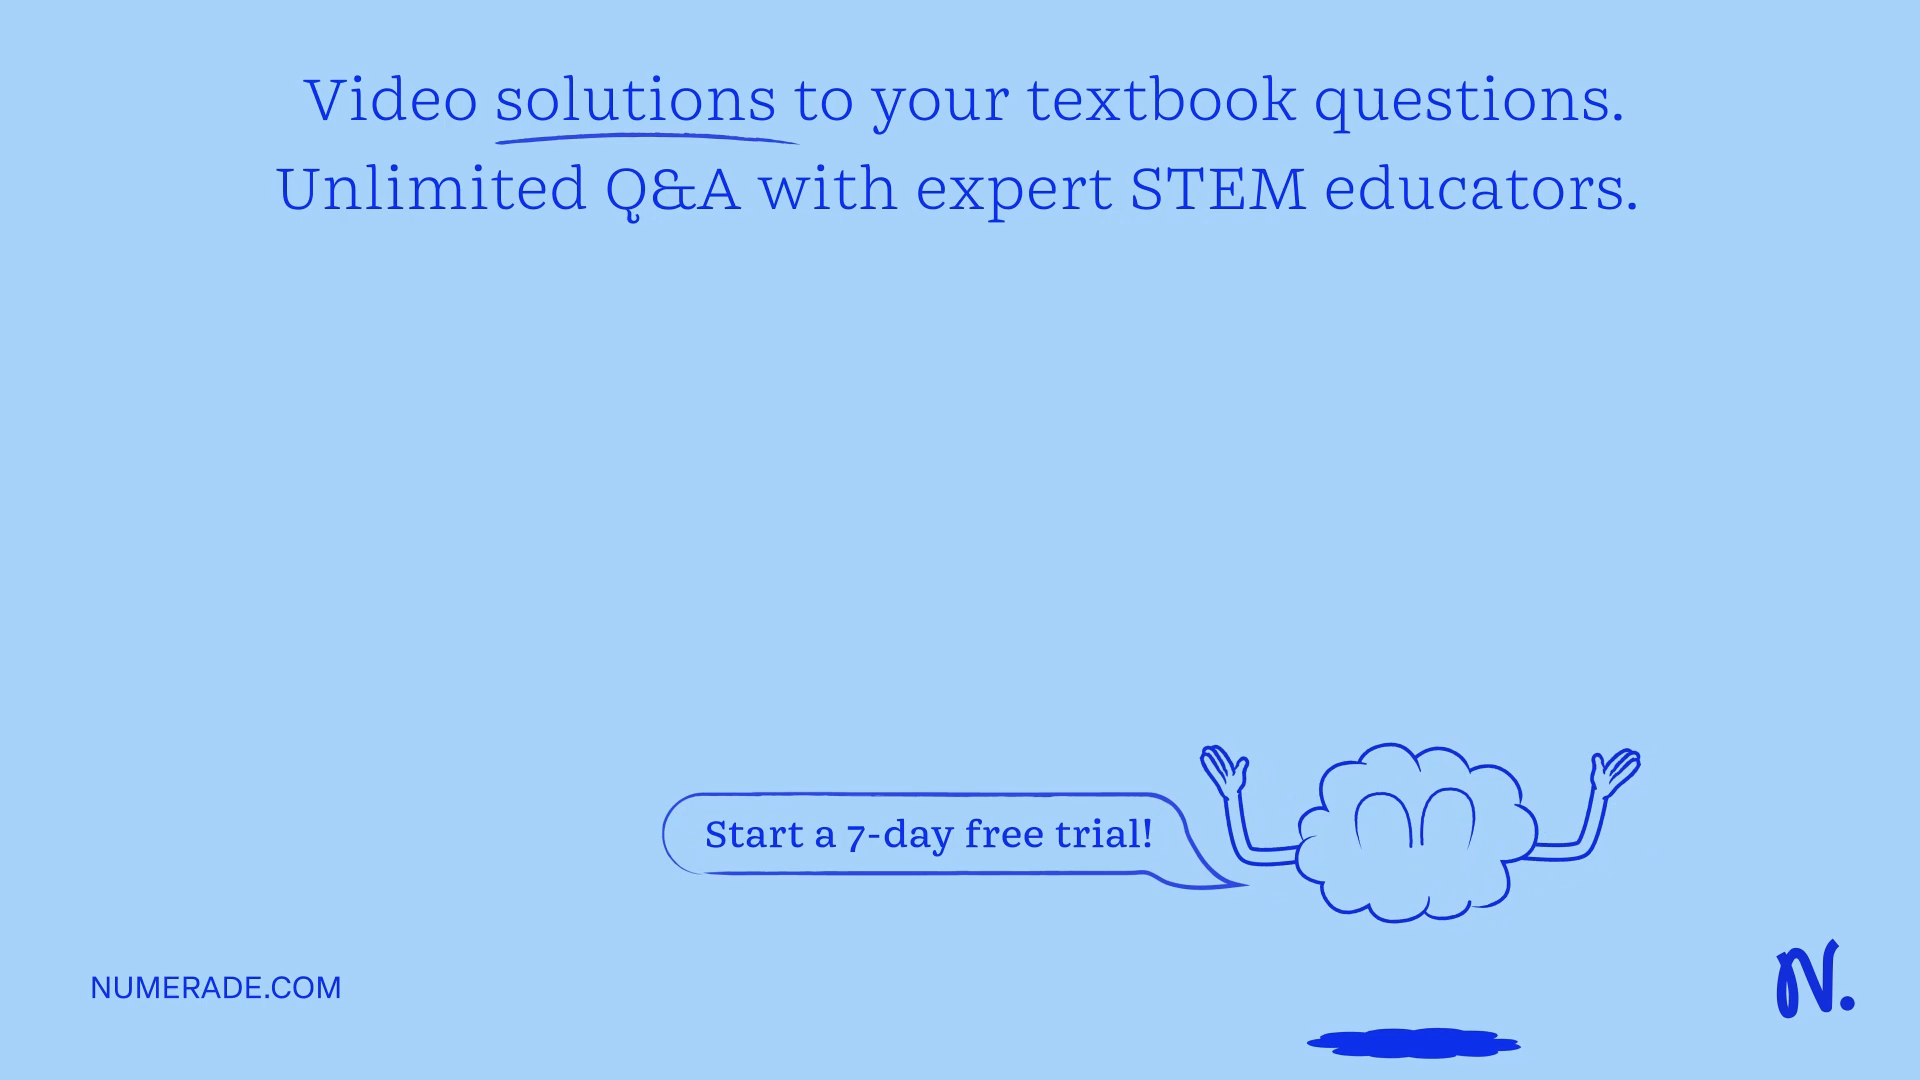 Video solutions to your textbook questions.
Unlimited Q&A with expert STEM educators.
Start a 7-day free trial!
NUMERADE.COM
N.